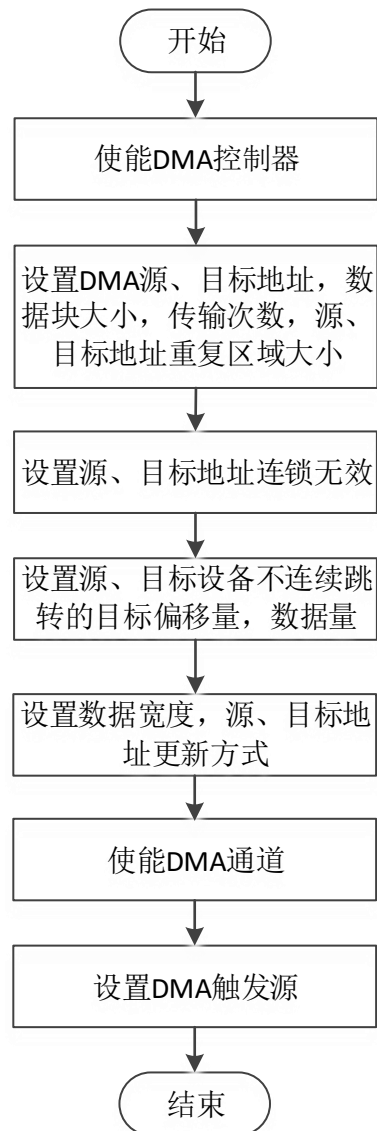 开始
使能DMA控制器
设置DMA源、目标地址，数
据块大小，传输次数，源、
目标地址重复区域大小
设置源、目标地址连锁无效
设置源、目标设备不连续跳
转的目标偏移量，数据量
设置数据宽度，源、目标地
址更新方式
使能DMA通道
设置DMA触发源
结束